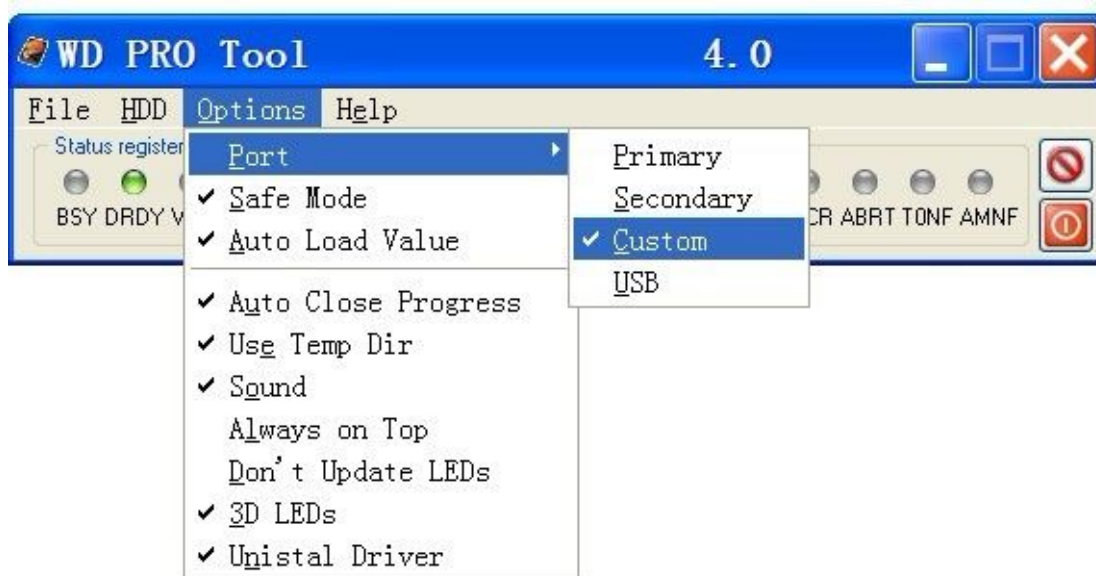 WD PRO Tool 4.0
File HDD Options Help
Status register
BSY DRDY
CR ABRT TONF AMNF
Port
Safe Mode
Auto Load Value
Auto Close Progress
Use Temp Dir
Sound
Always on Top
Don't Update LEDs
3D LEDs
Unistal Driver
Primary
Secondary
Custom
USB